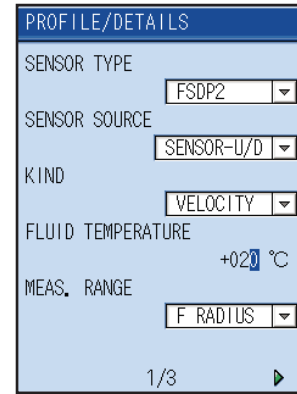 PROFILE/DETAILS
SENSOR TYPE
FSDP2
SENSOR SOURCE
SENSOR-U/D
KIND
VELOCITY
FLUID TEMPERATURE
+020 °C
MEAS. RANGE
F RADIUS
1/3